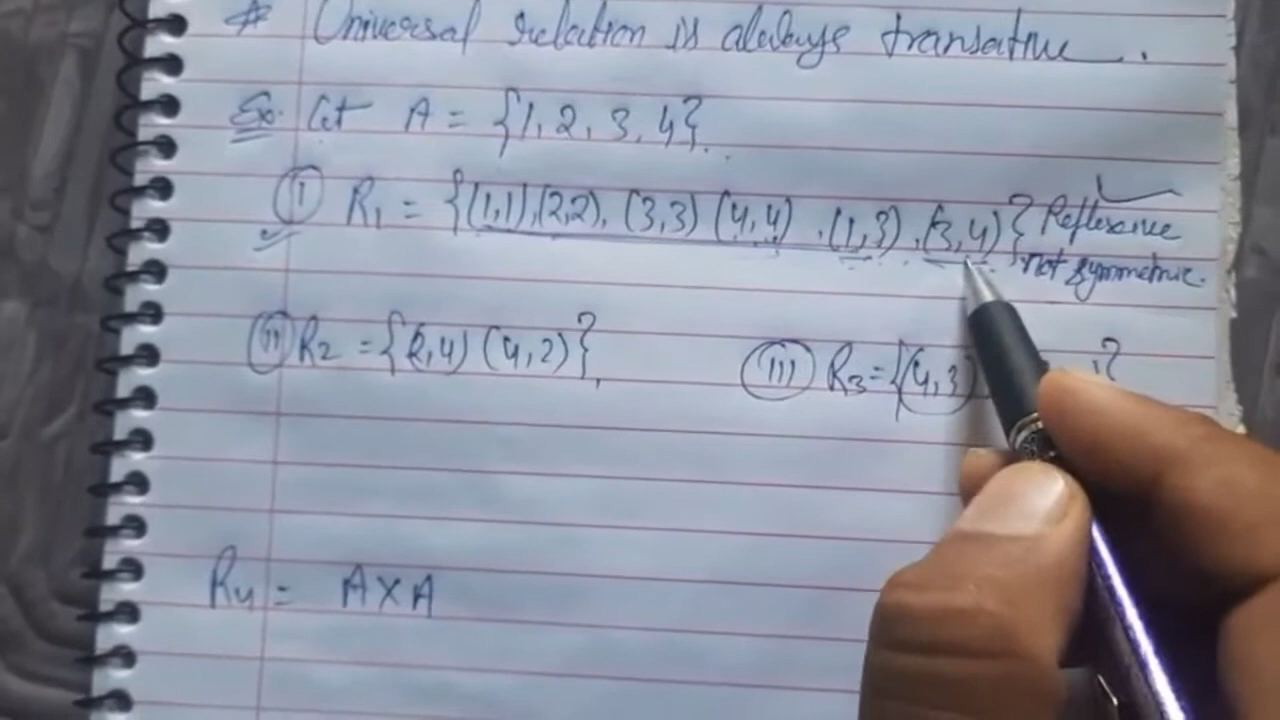 * Universal relation is always transative.
Ex. Let A = {1, 2, 3, 4}.
(I) R1 = {(1,1), (2,2), (3,3) (4,4), (1,3), (3,4)} Reflexive
not symmetric.
(ii) R2 = {(2,4) (4,2)}, (III) R3 = {(4,3) }
R4 = A×A